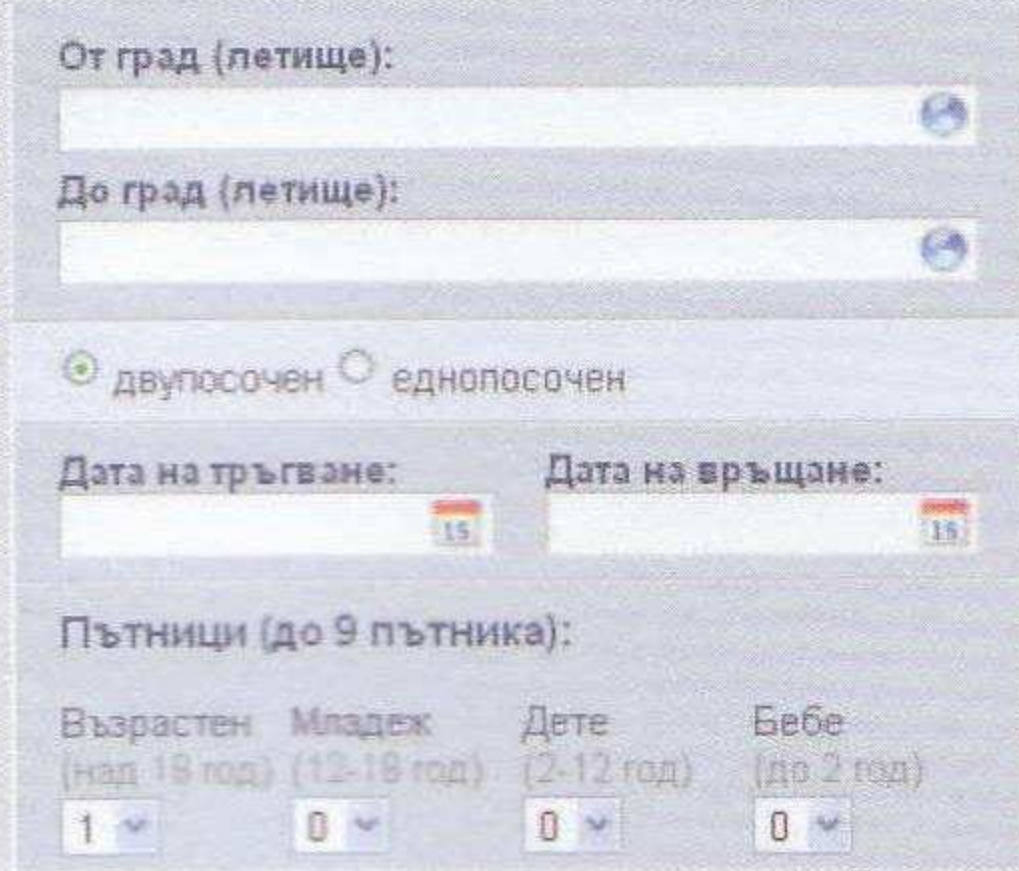 От град (летище):
До град (летище):
двупосочен еднопосочен
Дата на тръгване: Дата на връщане:
15 15
Пътници (до 9 пътника):
Възрастен Младеж Дете Бебе
(над 18 год) (12-18 год) (2-12 год) (до 2 год)
1 0 0 0